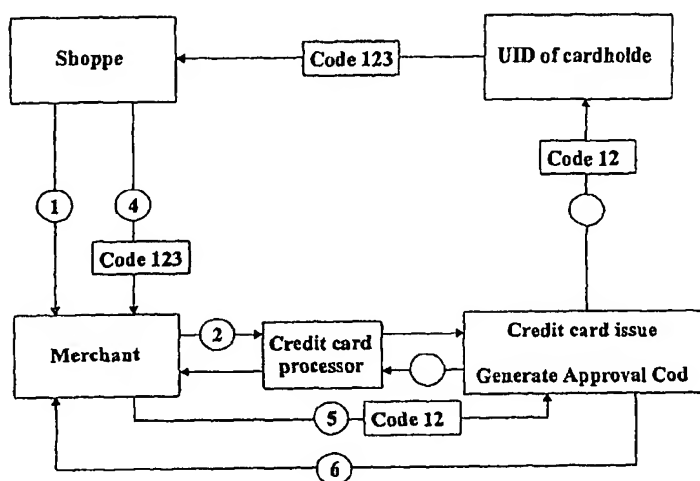 Shoppe
Code 123
UID of cardholde
Code 12
1
4
Code 123
Merchant
2
Credit card
processor
Credit card issue
Generate Approval Cod
5
Code 12
6